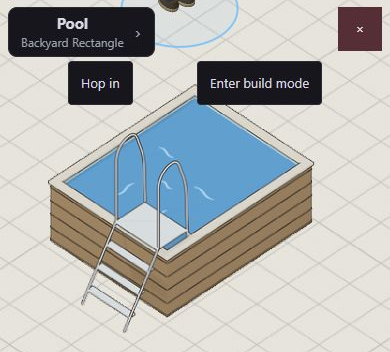 Pool
Backyard Rectangle
›
×
Hop in
Enter build mode